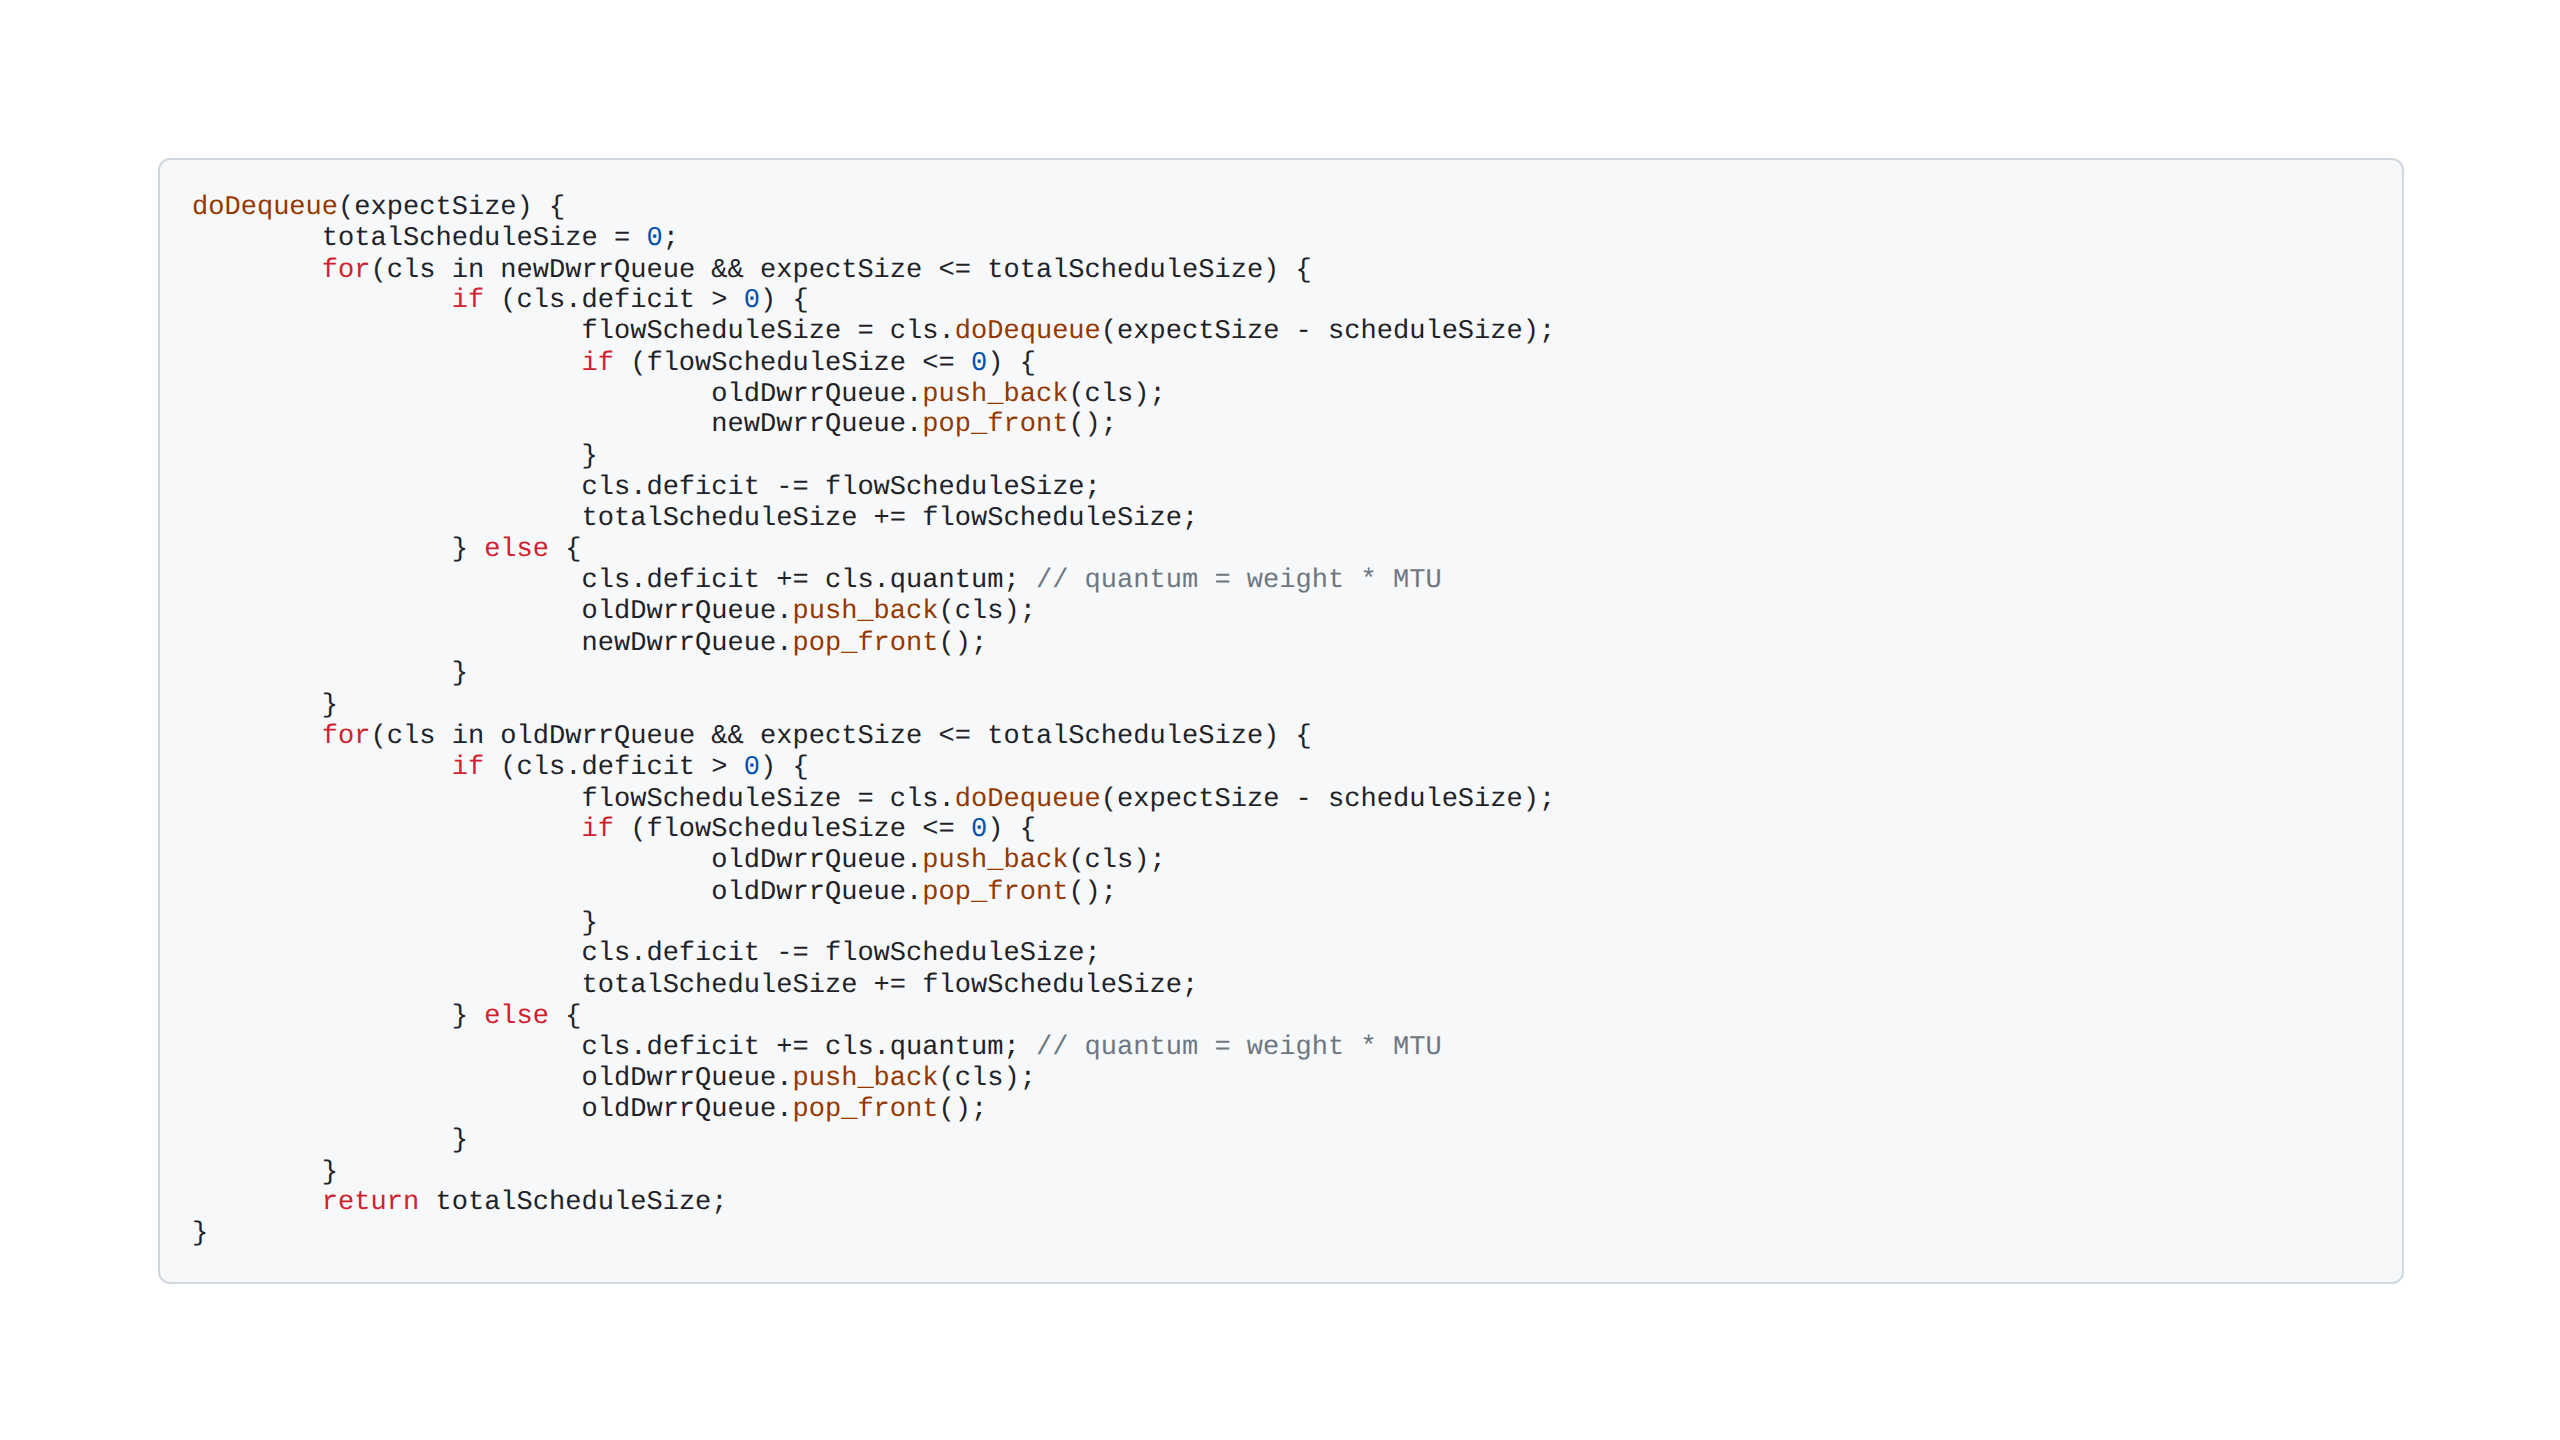 doDequeue(expectSize) {
        totalScheduleSize = 0;
        for(cls in newDwrrQueue && expectSize <= totalScheduleSize) {
                if (cls.deficit > 0) {
                        flowScheduleSize = cls.doDequeue(expectSize - scheduleSize);
                        if (flowScheduleSize <= 0) {
                                oldDwrrQueue.push_back(cls);
                                newDwrrQueue.pop_front();
                        }
                        cls.deficit -= flowScheduleSize;
                        totalScheduleSize += flowScheduleSize;
                } else {
                        cls.deficit += cls.quantum; // quantum = weight * MTU
                        oldDwrrQueue.push_back(cls);
                        newDwrrQueue.pop_front();
                }
        }
        for(cls in oldDwrrQueue && expectSize <= totalScheduleSize) {
                if (cls.deficit > 0) {
                        flowScheduleSize = cls.doDequeue(expectSize - scheduleSize);
                        if (flowScheduleSize <= 0) {
                                oldDwrrQueue.push_back(cls);
                                oldDwrrQueue.pop_front();
                        }
                        cls.deficit -= flowScheduleSize;
                        totalScheduleSize += flowScheduleSize;
                } else {
                        cls.deficit += cls.quantum; // quantum = weight * MTU
                        oldDwrrQueue.push_back(cls);
                        oldDwrrQueue.pop_front();
                }
        }
        return totalScheduleSize;
}